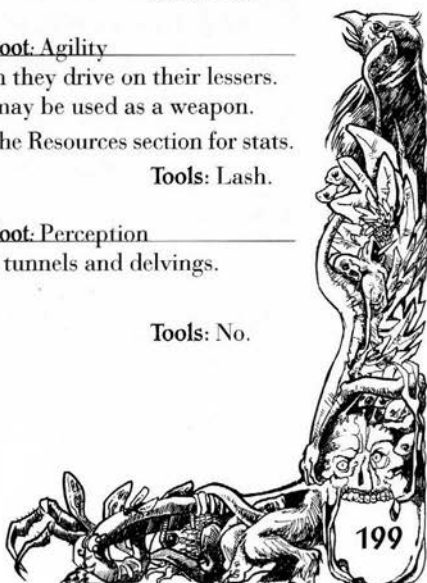 oot: Agility
n they drive on their lessers.
may be used as a weapon.
he Resources section for stats.
Tools: Lash.
oot: Perception
tunnels and delvings.
Tools: No.
199